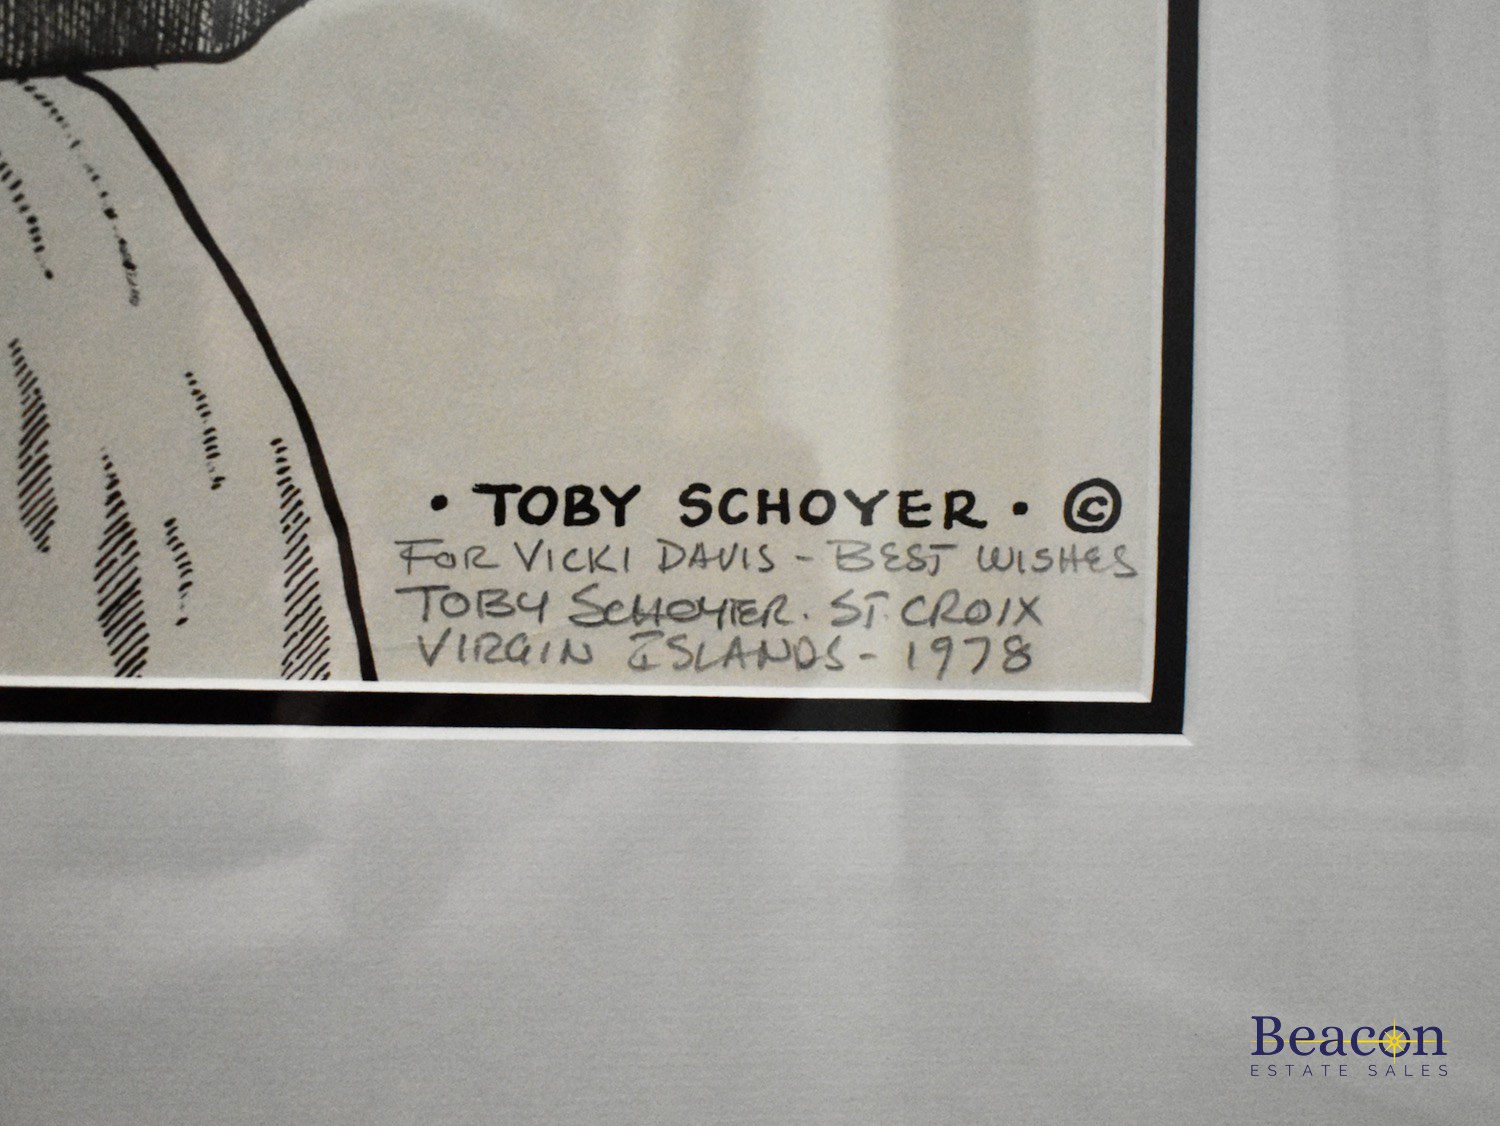 • TOBY SCHOYER • ©
FOR VICKI DAVIS - BEST WISHES
TOBY SCHOYER. ST. CROIX
VIRGIN ISLANDS - 1978
Beacon
ESTATE SALES